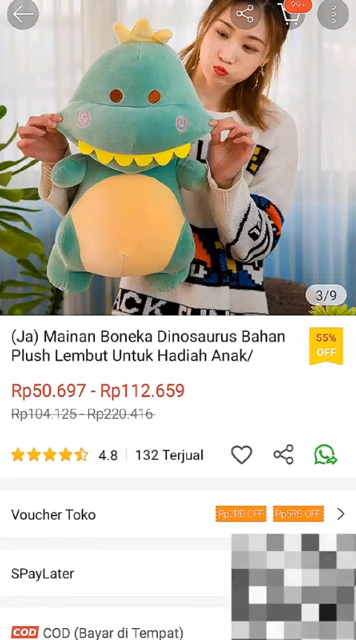 99+
3/9
(Ja) Mainan Boneka Dinosaurus Bahan
Plush Lembut Untuk Hadiah Anak/
55%
OFF
Rp50.697 - Rp112.659
Rp104.125 - Rp220.416
4.8
132 Terjual
Voucher Toko
Rp2RB OFF
Rp5RB OFF
SPayLater
COD COD (Bayar di Tempat)